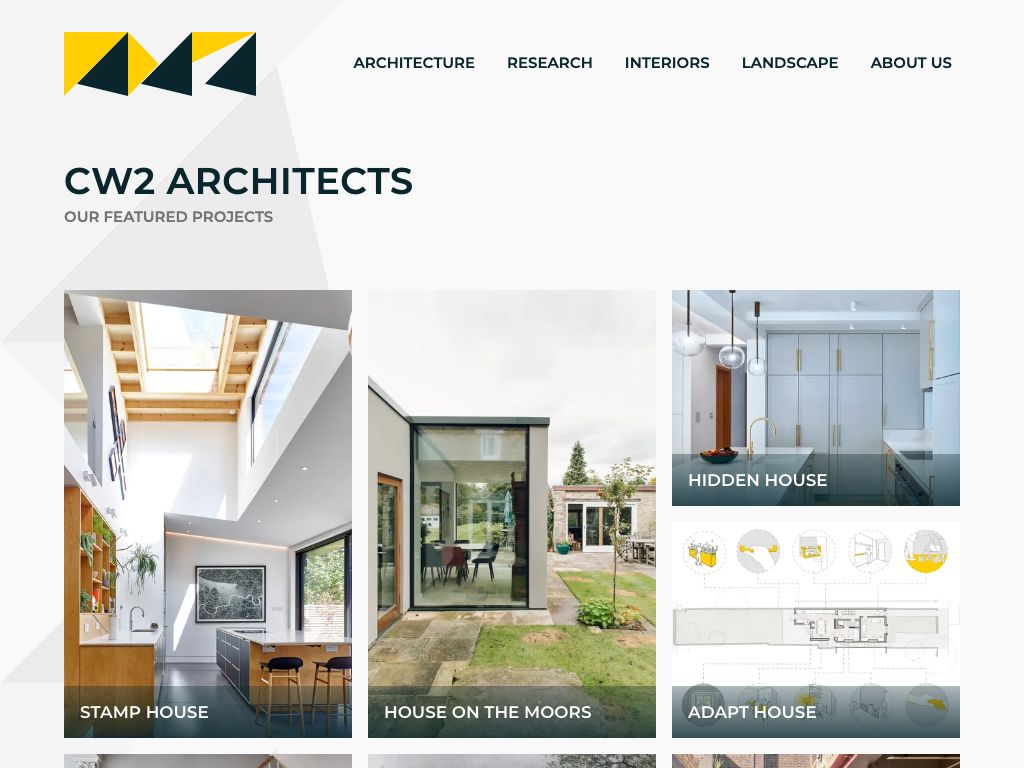 ARCHITECTURE RESEARCH INTERIORS LANDSCAPE ABOUT US
CW2 ARCHITECTS
OUR FEATURED PROJECTS
HIDDEN HOUSE
STAMP HOUSE
HOUSE ON THE MOORS
ADAPT HOUSE